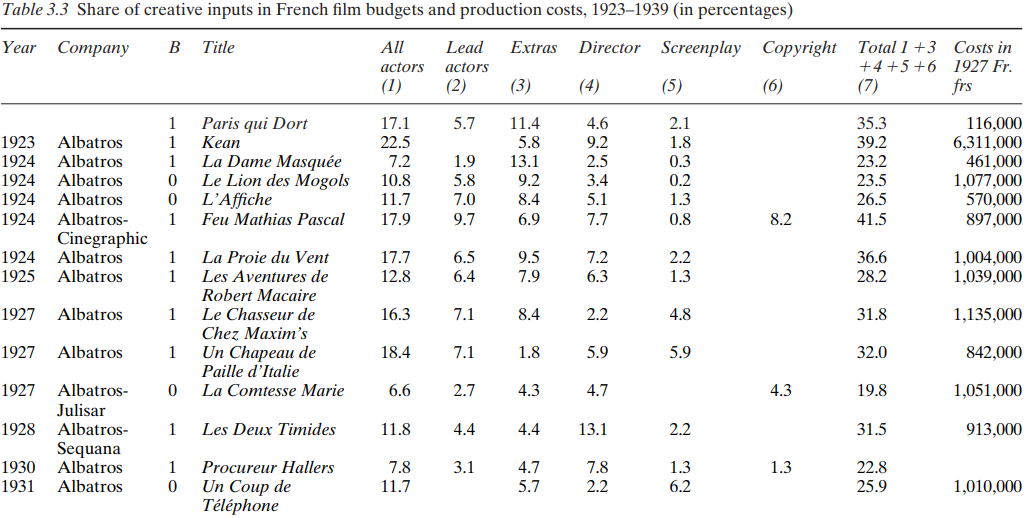 Table 3.3 Share of creative inputs in French film budgets and production costs, 1923–1939 (in percentages)
Year Company B Title All Lead Extras Director Screenplay Copyright Total 1 +3 Costs in
actors actors +4 +5 +6 1927 Fr.
(1) (2) (3) (4) (5) (6) (7) frs
1 Paris qui Dort 17.1 5.7 11.4 4.6 2.1 35.3 116,000
1923 Albatros 1 Kean 22.5 5.8 9.2 1.8 39.2 6,311,000
1924 Albatros 1 La Dame Masquée 7.2 1.9 13.1 2.5 0.3 23.2 461,000
1924 Albatros 0 Le Lion des Mogols 10.8 5.8 9.2 3.4 0.2 23.5 1,077,000
1924 Albatros 0 L'Affiche 11.7 7.0 8.4 5.1 1.3 26.5 570,000
1924 Albatros- 1 Feu Mathias Pascal 17.9 9.7 6.9 7.7 0.8 8.2 41.5 897,000
Cinegraphic
1924 Albatros 1 La Proie du Vent 17.7 6.5 9.5 7.2 2.2 36.6 1,004,000
1925 Albatros 1 Les Aventures de 12.8 6.4 7.9 6.3 1.3 28.2 1,039,000
Robert Macaire
1927 Albatros 1 Le Chasseur de 16.3 7.1 8.4 2.2 4.8 31.8 1,135,000
Chez Maxim's
1927 Albatros 1 Un Chapeau de 18.4 7.1 1.8 5.9 5.9 32.0 842,000
Paille d'Italie
1927 Albatros- 0 La Comtesse Marie 6.6 2.7 4.3 4.7 4.3 19.8 1,051,000
Julisar
1928 Albatros- 1 Les Deux Timides 11.8 4.4 4.4 13.1 2.2 31.5 913,000
Sequana
1930 Albatros 1 Procureur Hallers 7.8 3.1 4.7 7.8 1.3 1.3 22.8
1931 Albatros 0 Un Coup de 11.7 5.7 2.2 6.2 25.9 1,010,000
Téléphone